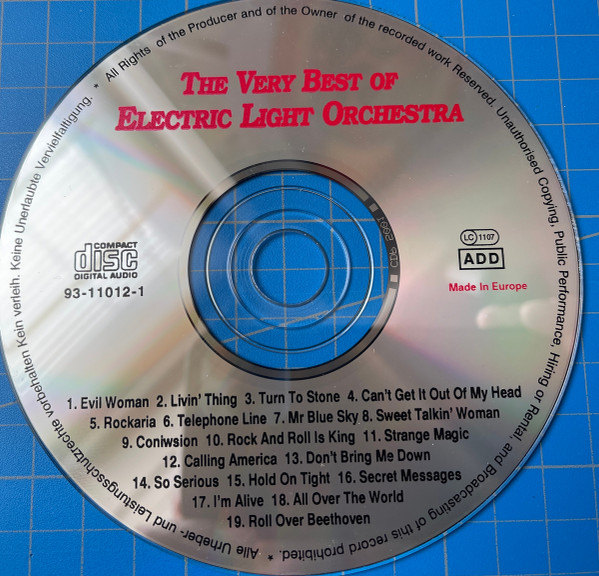 * All Rights of the Producer and of the Owner of the recorded work Reserved. Unauthorised Copying, Public Performance, Hiring or Rental, and Broadcasting of this record prohibited.
* Alle Urheber- und Leistungsschutzrechte vorbehalten Kein verleih. Keine Unerlaubte Vervielfältigung.
THE VERY BEST OF
ELECTRIC LIGHT ORCHESTRA
COMPACT
disc
DIGITAL AUDIO
93-11012-1
LC 1107
ADD
Made In Europe
1. Evil Woman 2. Livin' Thing 3. Turn To Stone 4. Can't Get It Out Of My Head
5. Rockaria 6. Telephone Line 7. Mr Blue Sky 8. Sweet Talkin' Woman
9. Coniwsion 10. Rock And Roll Is King 11. Strange Magic
12. Calling America 13. Don't Bring Me Down
14. So Serious 15. Hold On Tight 16. Secret Messages
17. I'm Alive 18. All Over The World
19. Roll Over Beethoven